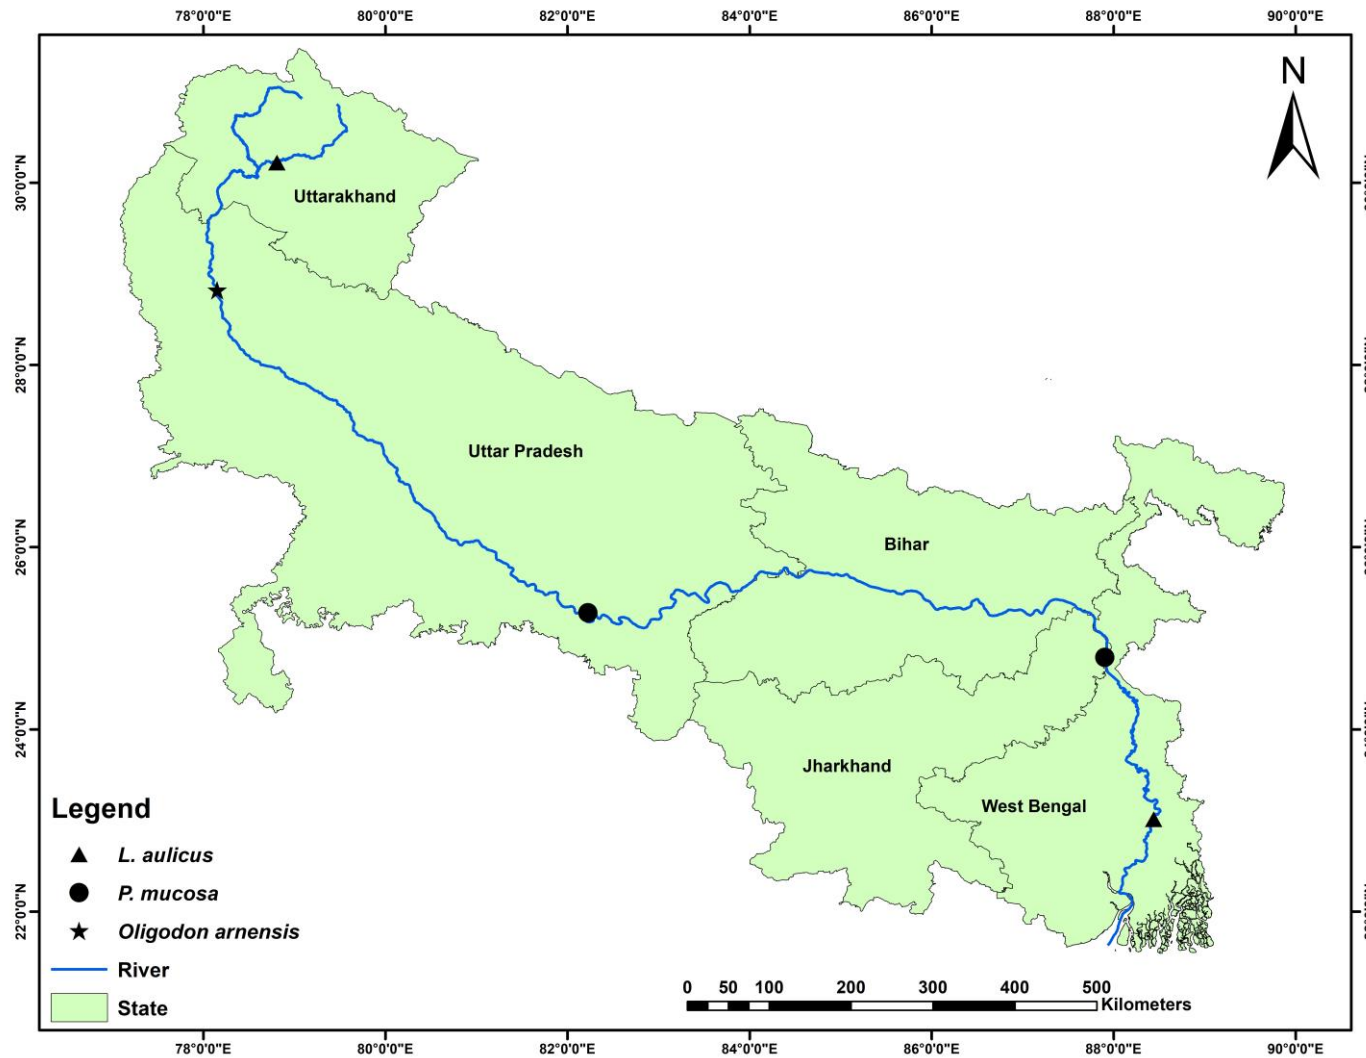 78°0'0"E 80°0'0"E 82°0'0"E 84°0'0"E 86°0'0"E 88°0'0"E 90°0'0"E
N
30°0'0"N
28°0'0"N
26°0'0"N
24°0'0"N
22°0'0"N
Uttarakhand
Uttar Pradesh
Bihar
Jharkhand
West Bengal
Legend
L. aulicus
P. mucosa
Oligodon arnensis
River
State
0 50 100 200 300 400 500
Kilometers
78°0'0"E 80°0'0"E 82°0'0"E 84°0'0"E 86°0'0"E 88°0'0"E 90°0'0"E